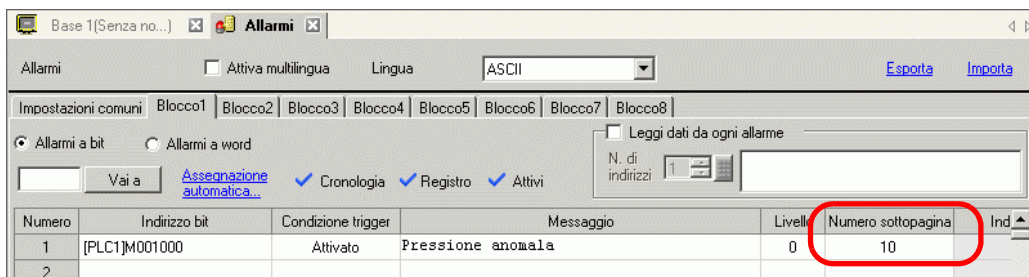 Base 1(Senza no...) Allarmi
Allarmi Attiva multilingua Lingua ASCII Esporta Importa
Impostazioni comuni Blocco1 Blocco2 Blocco3 Blocco4 Blocco5 Blocco6 Blocco7 Blocco8
Leggi dati da ogni allarme
Allarmi a bit Allarmi a word
N. di indirizzi 1
Vai a Assegnazione automatica... Cronologia Registro Attivi
Numero Indirizzo bit Condizione trigger Messaggio Livello Numero sottopagina Ind
1 [PLC1]M001000 Attivato Pressione anomala 0 10
2